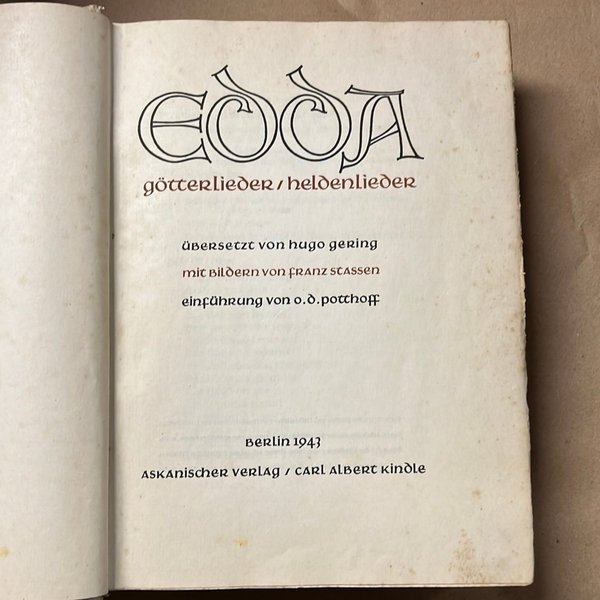 EDDA
götterlieder / heldenlieder
übersetzt von hugo gering
mit bildern von franz stassen
einführung von o. d. potthoff
berlin 1943
askanischer verlag / carl albert kindle